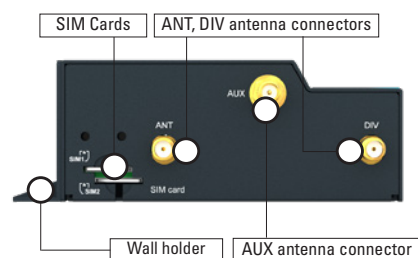 SIM Cards
ANT, DIV antenna connectors
AUX
ANT
DIV
SIM1
SIM2
SIM card
Wall holder
AUX antenna connector